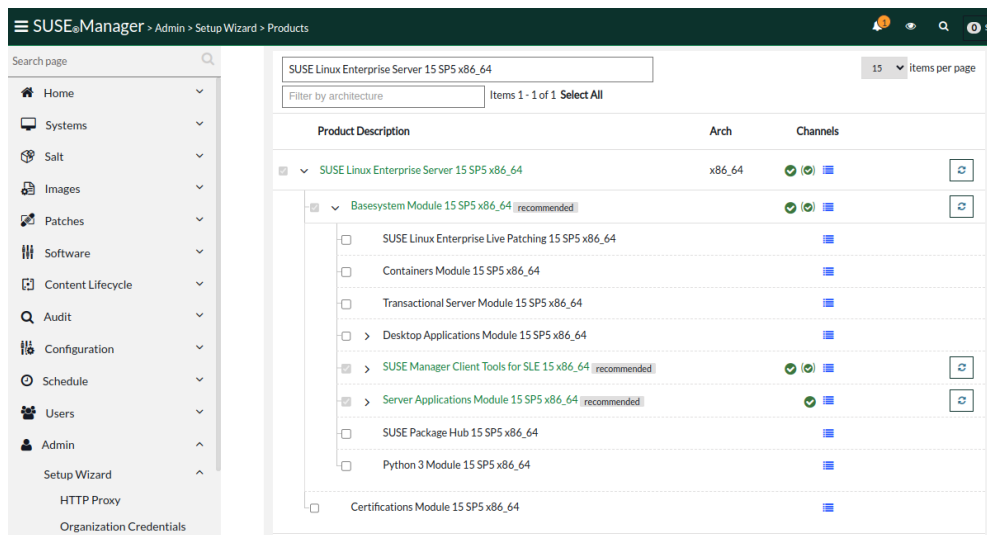 SUSE®Manager > Admin > Setup Wizard > Products
1
0
Search page
Home
Systems
Salt
Images
Patches
Software
Content Lifecycle
Audit
Configuration
Schedule
Users
Admin
Setup Wizard
HTTP Proxy
Organization Credentials
SUSE Linux Enterprise Server 15 SP5 x86_64
15 items per page
Filter by architecture Items 1 - 1 of 1 Select All
Product Description Arch Channels
SUSE Linux Enterprise Server 15 SP5 x86_64 x86_64
Basesystem Module 15 SP5 x86_64 recommended
SUSE Linux Enterprise Live Patching 15 SP5 x86_64
Containers Module 15 SP5 x86_64
Transactional Server Module 15 SP5 x86_64
Desktop Applications Module 15 SP5 x86_64
SUSE Manager Client Tools for SLE 15 x86_64 recommended
Server Applications Module 15 SP5 x86_64 recommended
SUSE Package Hub 15 SP5 x86_64
Python 3 Module 15 SP5 x86_64
Certifications Module 15 SP5 x86_64